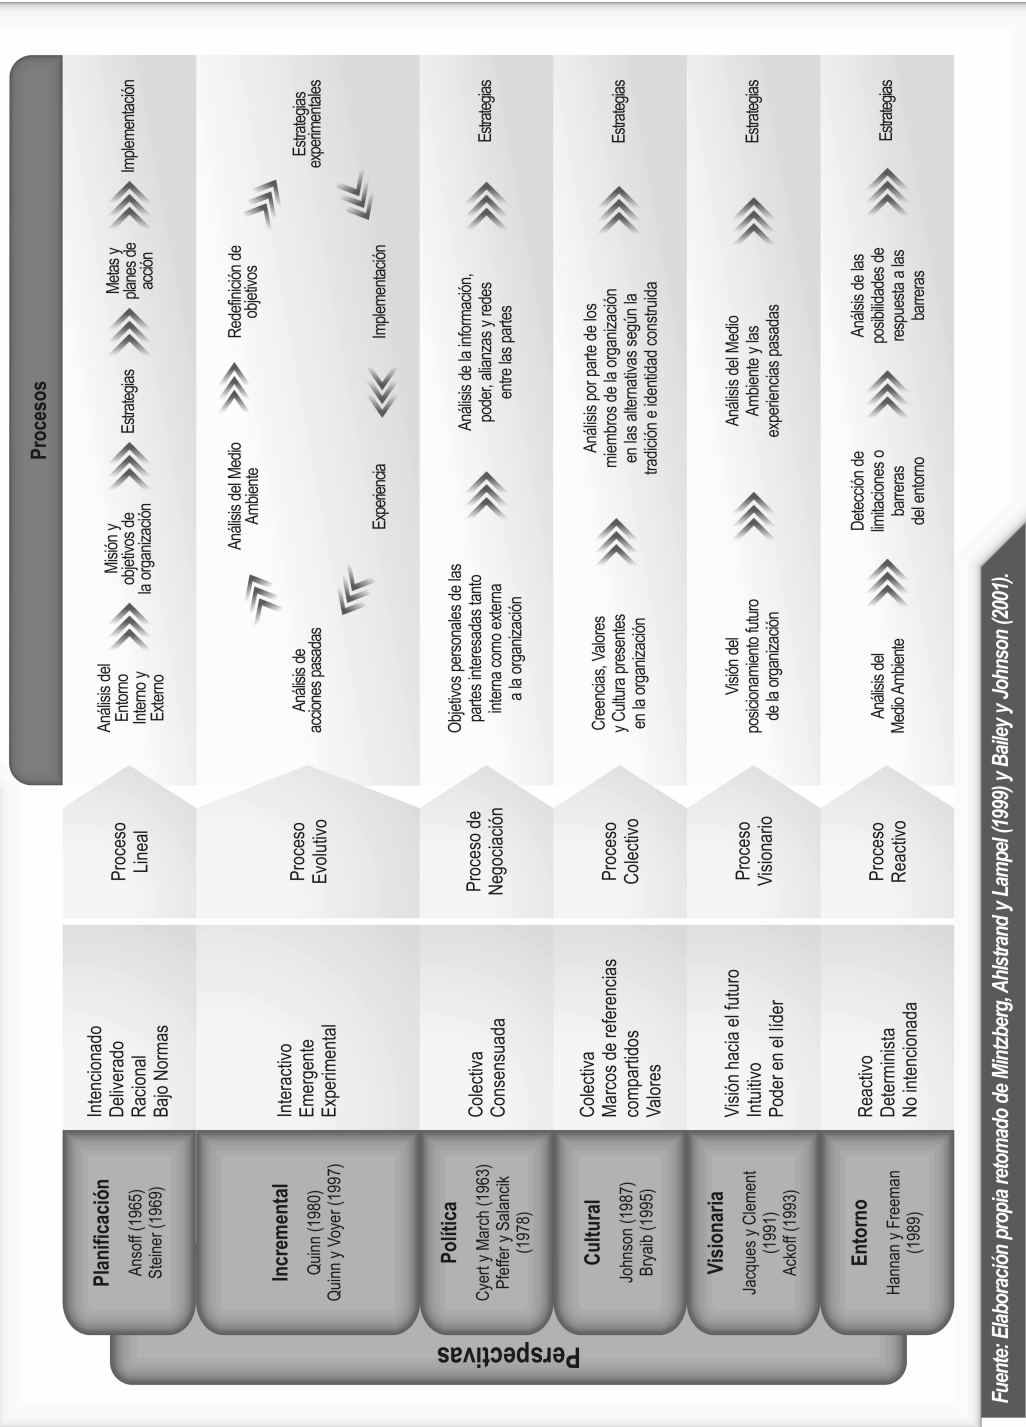 Procesos
Perspectivas
Planificación
Ansoff (1965)
Steiner (1969)
Intencionado
Deliverado
Racional
Bajo Normas
Proceso
Lineal
Análisis del
Entorno
Interno y
Externo
Misión y
objetivos de
la organización
Estrategias
Metas y
planes de
acción
Implementación
Incremental
Quinn (1980)
Quinn y Voyer (1997)
Interactivo
Emergente
Experimental
Proceso
Evolutivo
Análisis de
acciones pasadas
Análisis del Medio
Ambiente
Redefinición de
objetivos
Estrategias
experimentales
Implementación
Experiencia
Política
Cyert y March (1963)
Pfeffer y Salancik
(1978)
Colectiva
Consensuada
Proceso de
Negociación
Objetivos personales de las
partes interesadas tanto
interna como externa
a la organización
Análisis de la información,
poder, alianzas y redes
entre las partes
Estrategias
Cultural
Johnson (1987)
Bryaib (1995)
Colectiva
Marcos de referencias
compartidos
Valores
Proceso
Colectivo
Creencias, Valores
y Cultura presentes
en la organización
Análisis por parte de los
miembros de la organización
en las alternativas según la
tradición e identidad construida
Estrategias
Visionaria
Jacques y Clement
(1991)
Ackoff (1993)
Visión hacia el futuro
Intuitivo
Poder en el líder
Proceso
Visionario
Visión del
posicionamiento futuro
de la organización
Análisis del Medio
Ambiente y las
experiencias pasadas
Estrategias
Entorno
Hannan y Freeman
(1989)
Reactivo
Determinista
No intencionada
Proceso
Reactivo
Análisis del
Medio Ambiente
Detección de
limitaciones o
barreras
del entorno
Análsis de las
posibilidades de
respuesta a las
barreras
Estrategias
Fuente: Elaboración propia retomado de Mintzberg, Ahlstrand y Lampel (1999) y Bailey y Johnson (2001).